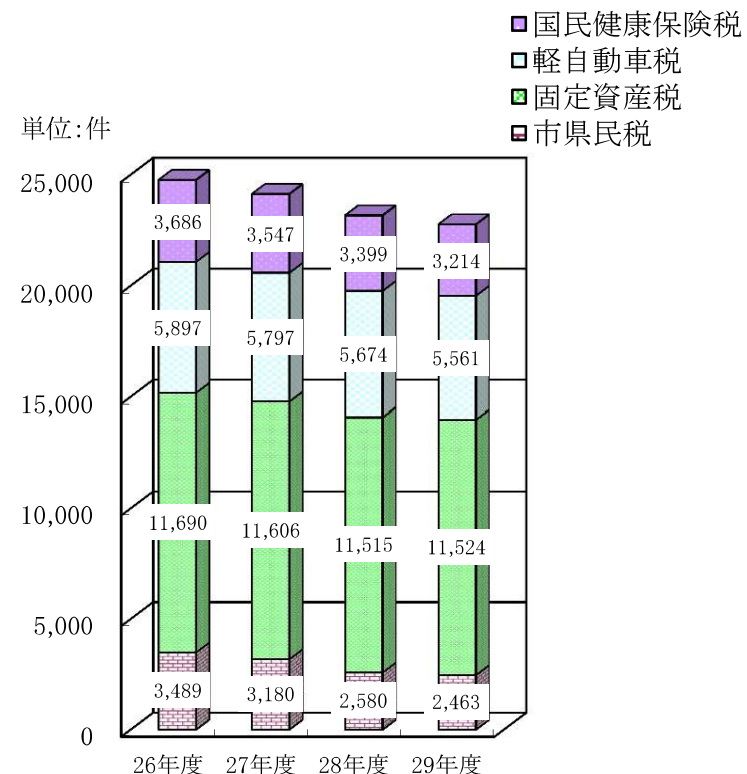 国民健康保険税
軽自動車税
固定資産税
市県民税
単位:件
25,000
20,000
15,000
10,000
5,000
0
3,686
3,547
3,399
3,214
5,897
5,797
5,674
5,561
11,690
11,606
11,515
11,524
3,489
3,180
2,580
2,463
26年度
27年度
28年度
29年度